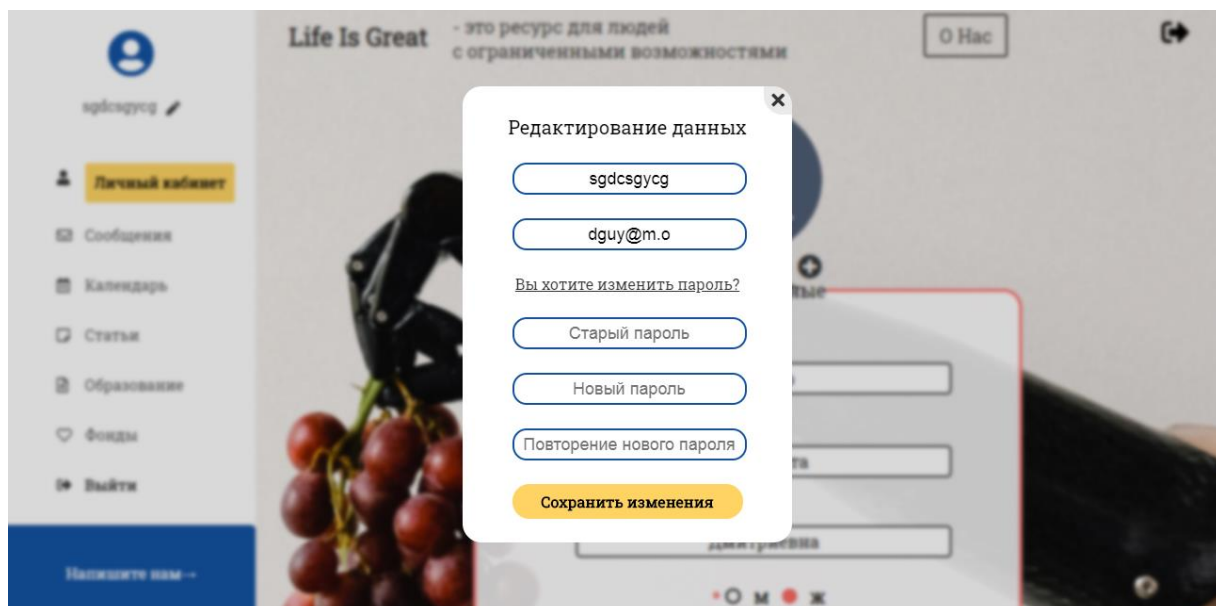 Life Is Great
- это ресурс для людей
с ограниченными возможностями
О Нас
sgdcsgycg
Личный кабинет
Сообщения
Календарь
Статьи
Образование
Фонды
Выйти
Напишите нам→
Редактирование данных
sgdcsgycg
dguy@m.o
Вы хотите изменить пароль?
Старый пароль
Новый пароль
Повторение нового пароля
Сохранить изменения
м ж